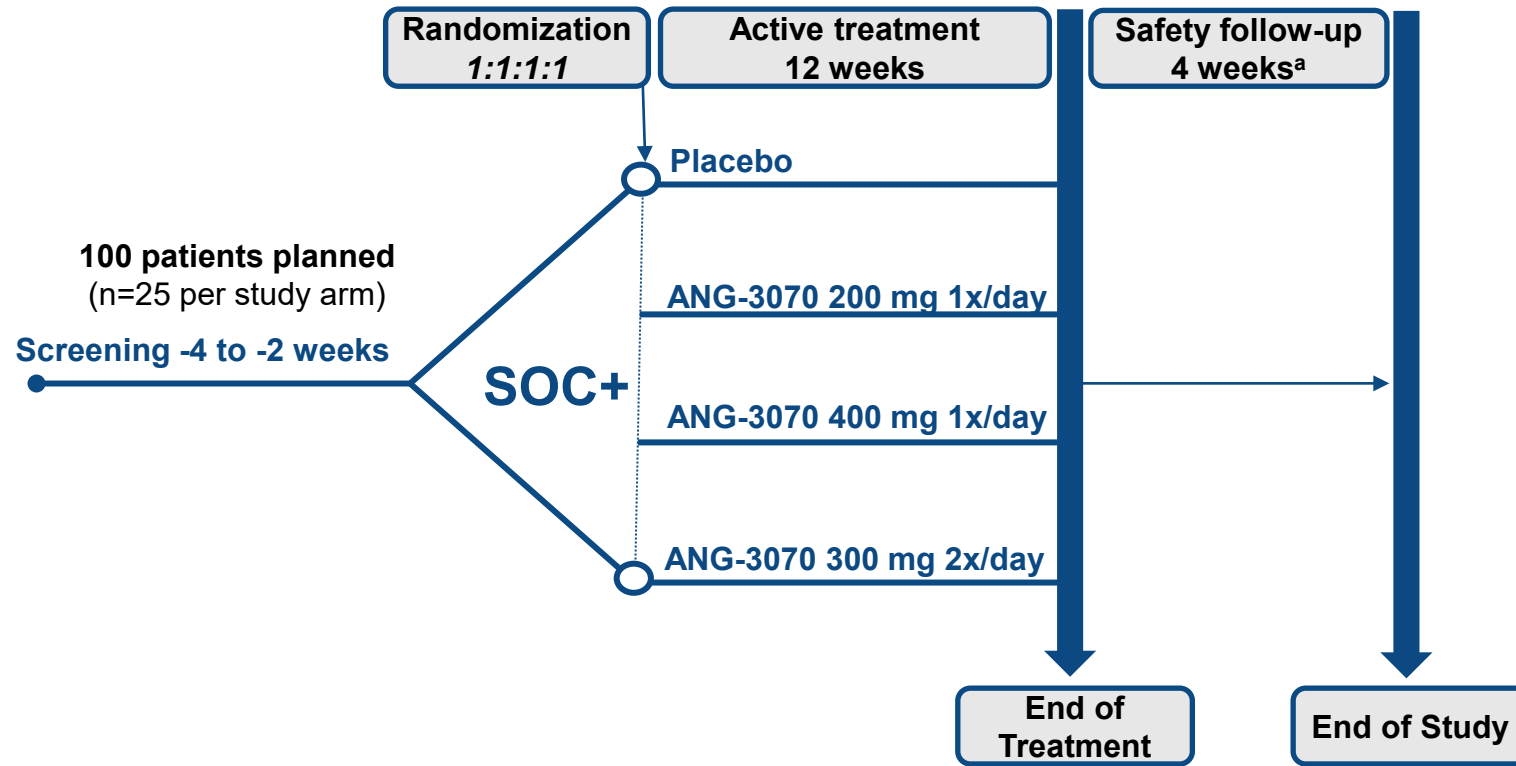 Randomization
1:1:1:1
Active treatment
12 weeks
Safety follow-up
4 weeksᵃ
Placebo
100 patients planned
(n=25 per study arm)
ANG-3070 200 mg 1x/day
Screening -4 to -2 weeks
SOC+
ANG-3070 400 mg 1x/day
ANG-3070 300 mg 2x/day
End of
Treatment
End of Study